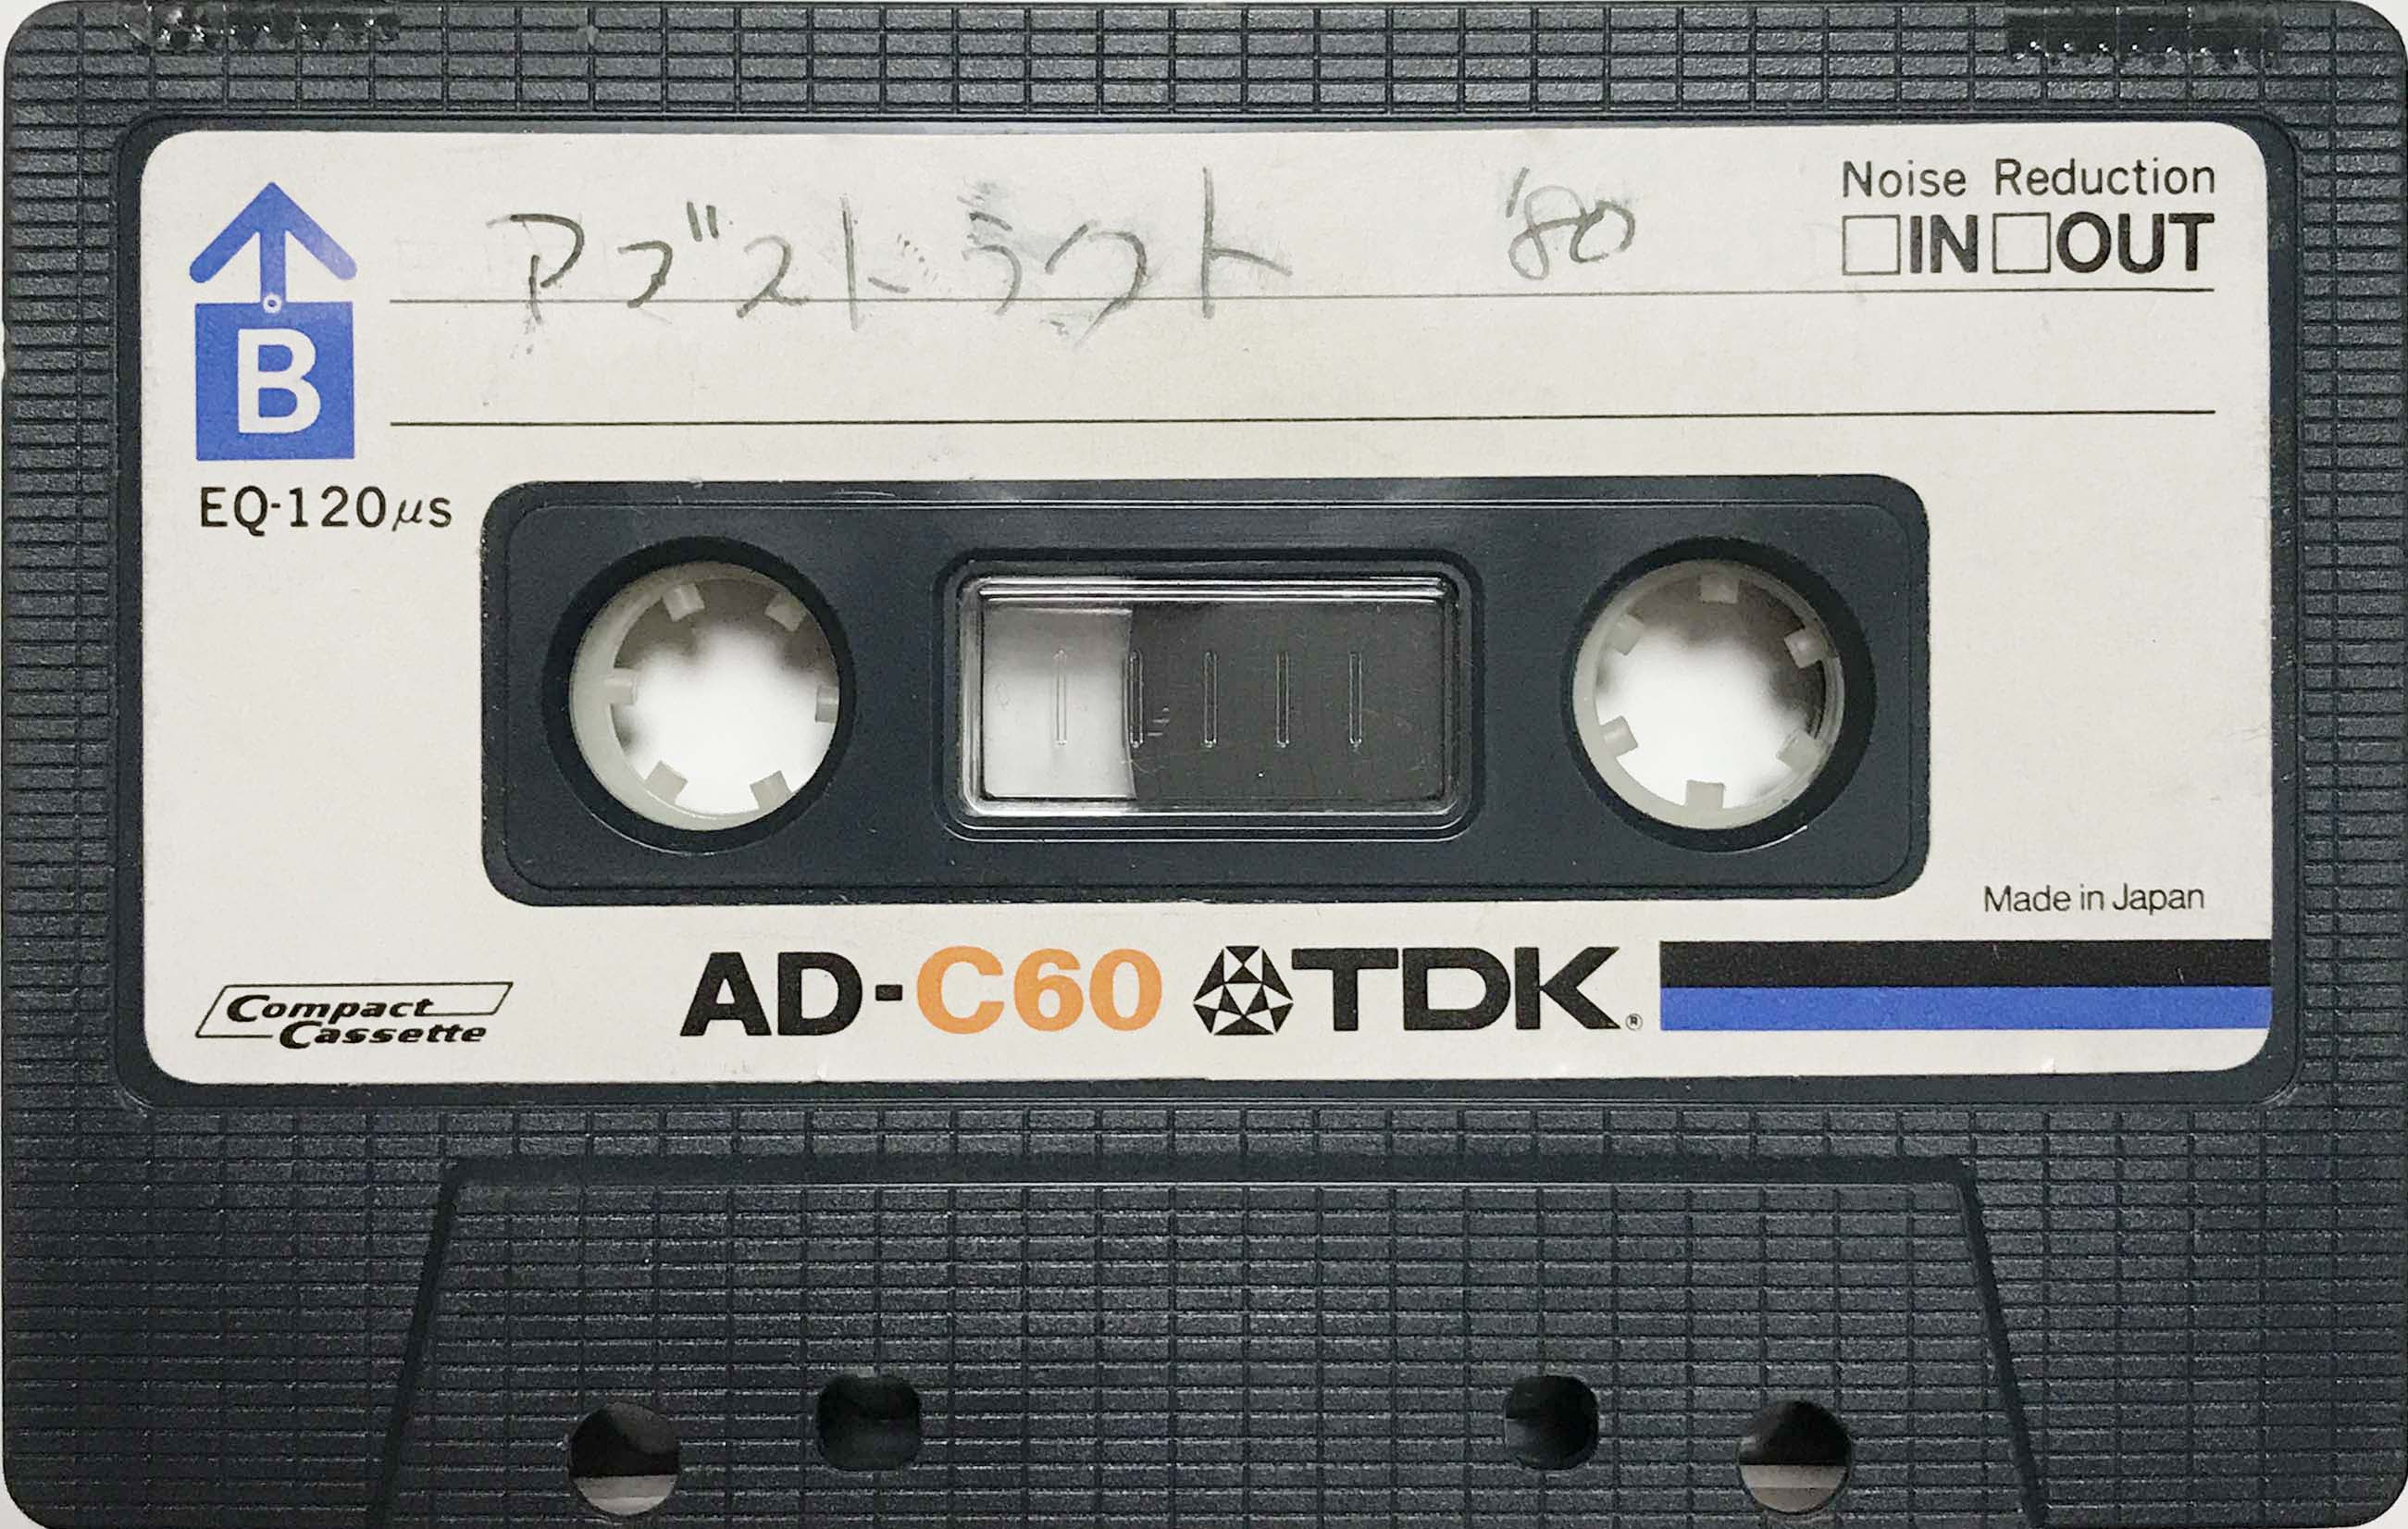 アブストラクト '80
Noise Reduction
□IN □OUT
B
EQ-120μs
Made in Japan
Compact Cassette
AD-C60 TDK®